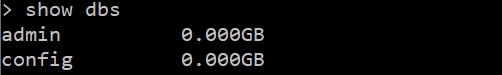 > show dbs
admin          0.000GB
config         0.000GB